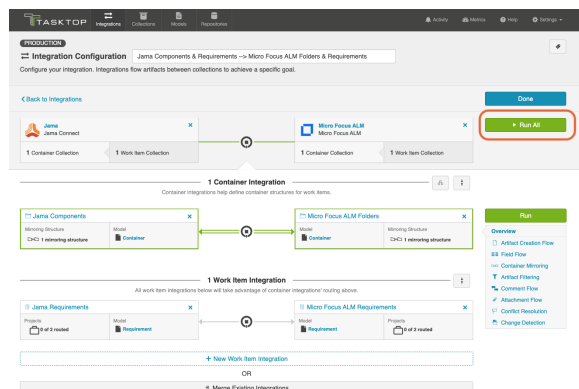 TASKTOP
Integrations
Collections
Models
Repositories
Activity
Metrics
Help
Settings
PRODUCTION
Integration Configuration
Jama Components & Requirements --> Micro Focus ALM Folders & Requirements
Configure your integration. Integrations flow artifacts between collections to achieve a specific goal.
Back to Integrations
Done
Jama
Jama Connect
Micro Focus ALM
Micro Focus ALM
Run All
1 Container Collection
1 Work Item Collection
1 Container Collection
1 Work Item Collection
1 Container Integration
Container integrations help define container structures for work items.
Jama Components
Mirroring Structure
1 mirroring structure
Model
Container
Micro Focus ALM Folders
Model
Container
Mirroring Structure
1 mirroring structure
Run
Overview
Artifact Creation Flow
Field Flow
Container Mirroring
Artifact Filtering
Comment Flow
Attachment Flow
Conflict Resolution
Change Detection
1 Work Item Integration
All work item integrations below will take advantage of container integrations' routing above.
Jama Requirements
Projects
0 of 2 routed
Model
Requirement
Micro Focus ALM Requirements
Model
Requirement
Projects
0 of 3 routed
+ New Work Item Integration
OR
Merge Existing Integrations